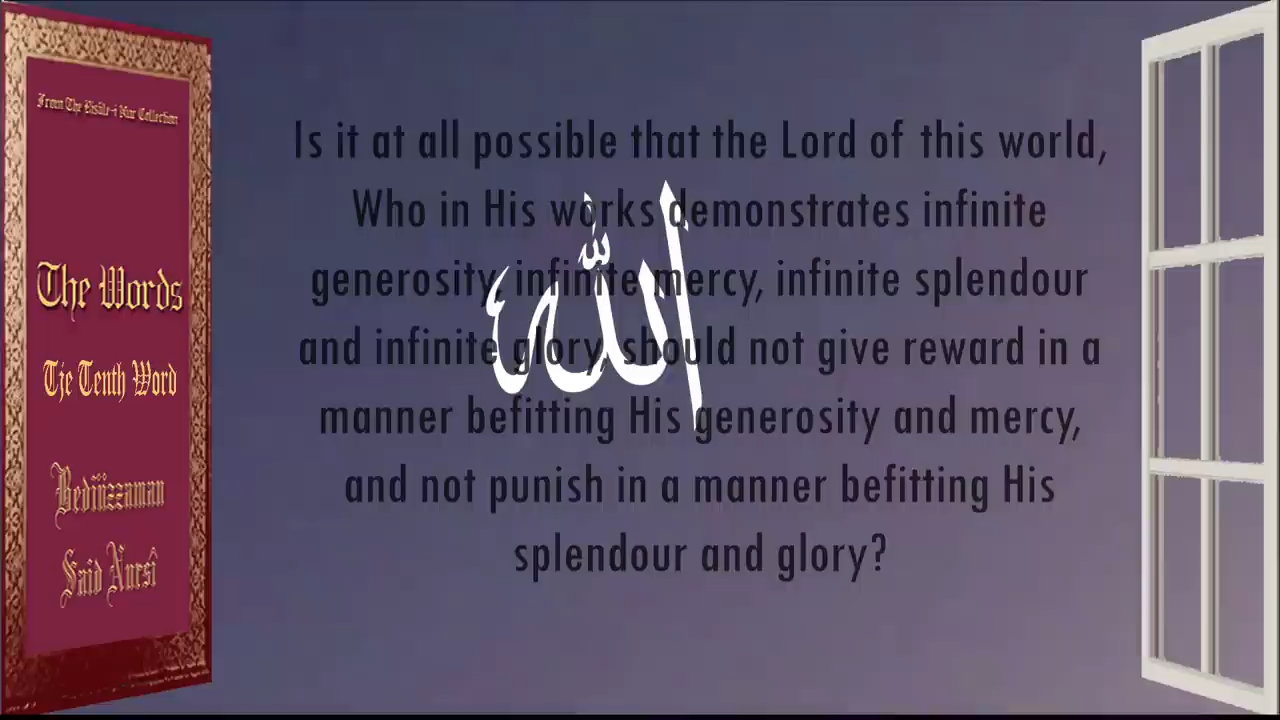 From The Risâle-i Nur Collection
The Words
Tje Tenth Word
Bediüzzaman
Said Nursî
Is it at all possible that the Lord of this world,
Who in His works demonstrates infinite
generosity, infinite mercy, infinite splendour
and infinite glory, should not give reward in a
manner befitting His generosity and mercy,
and not punish in a manner befitting His
splendour and glory?
الله